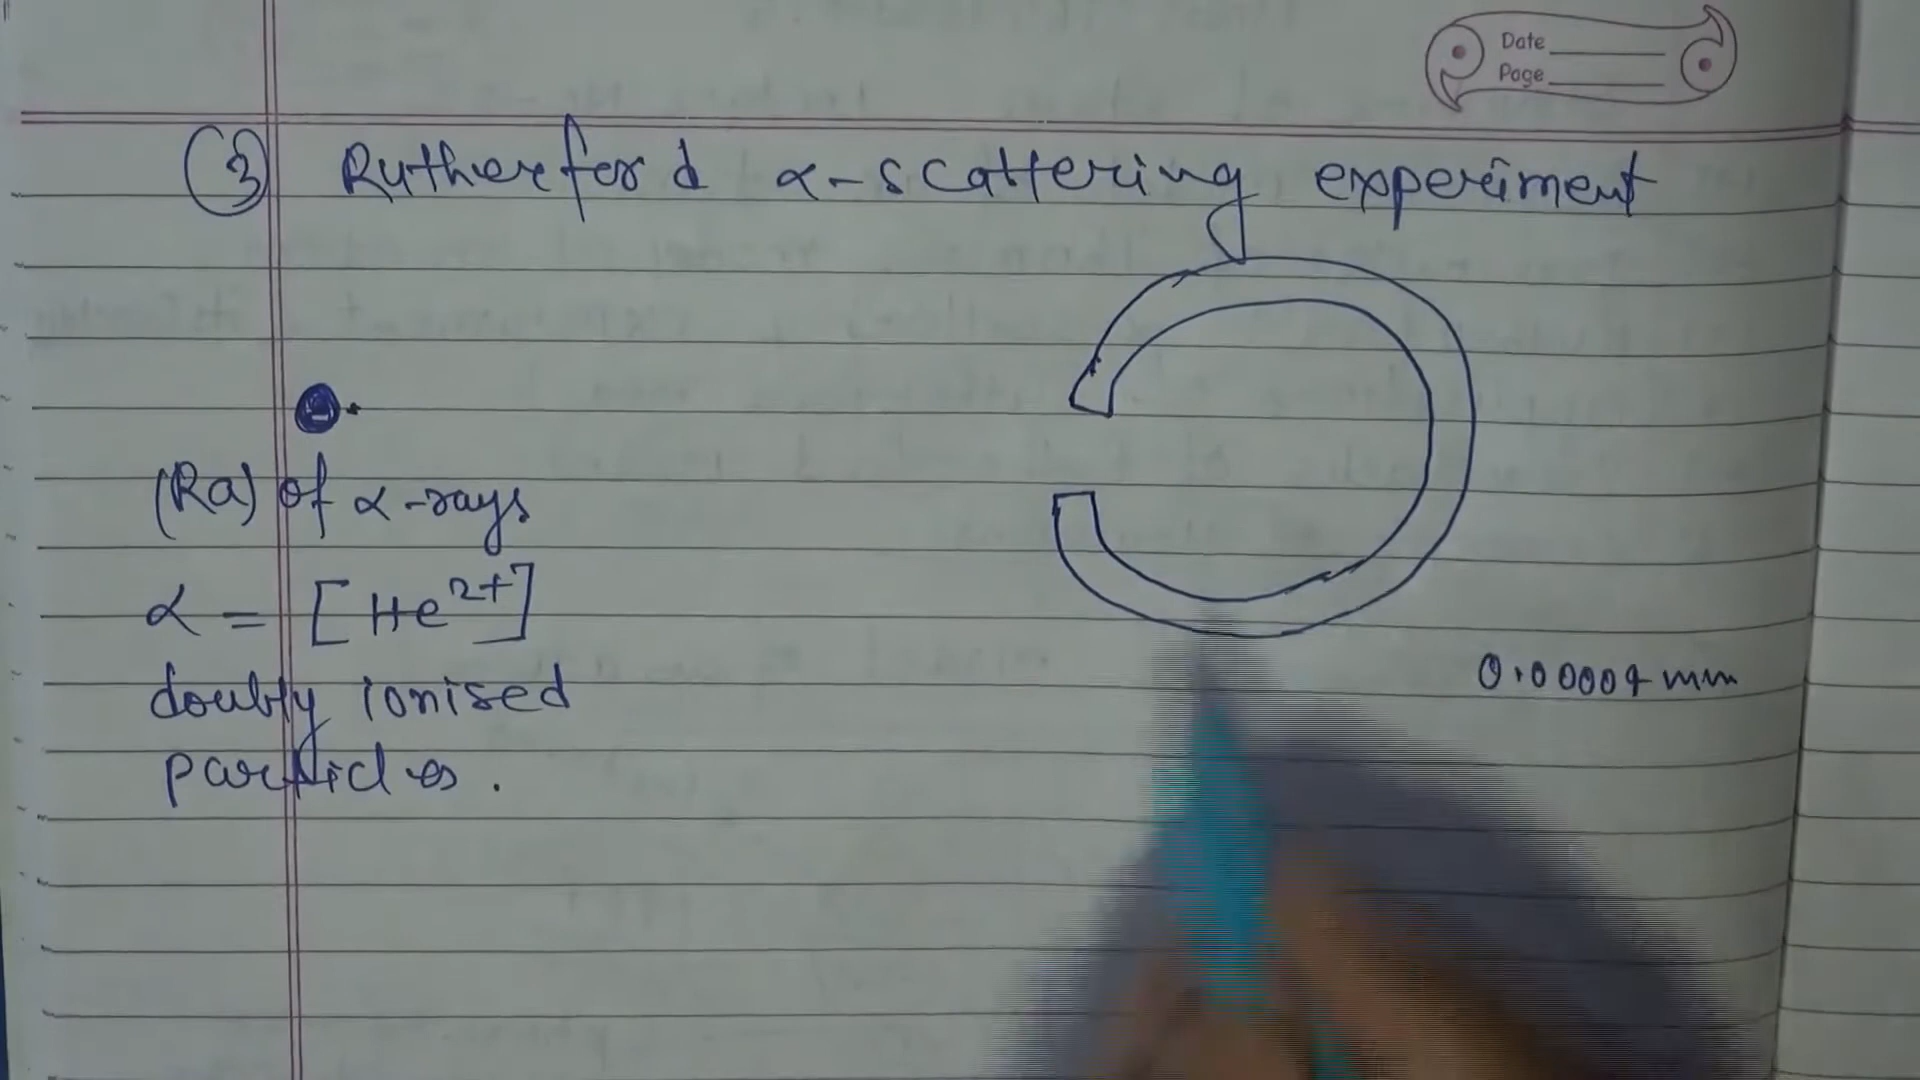 Date
Page
(3) Rutherford α-scattering experiment
(Ra) of α-rays
α = [He²⁺]
doubly ionised
particles.
0.00004 mm